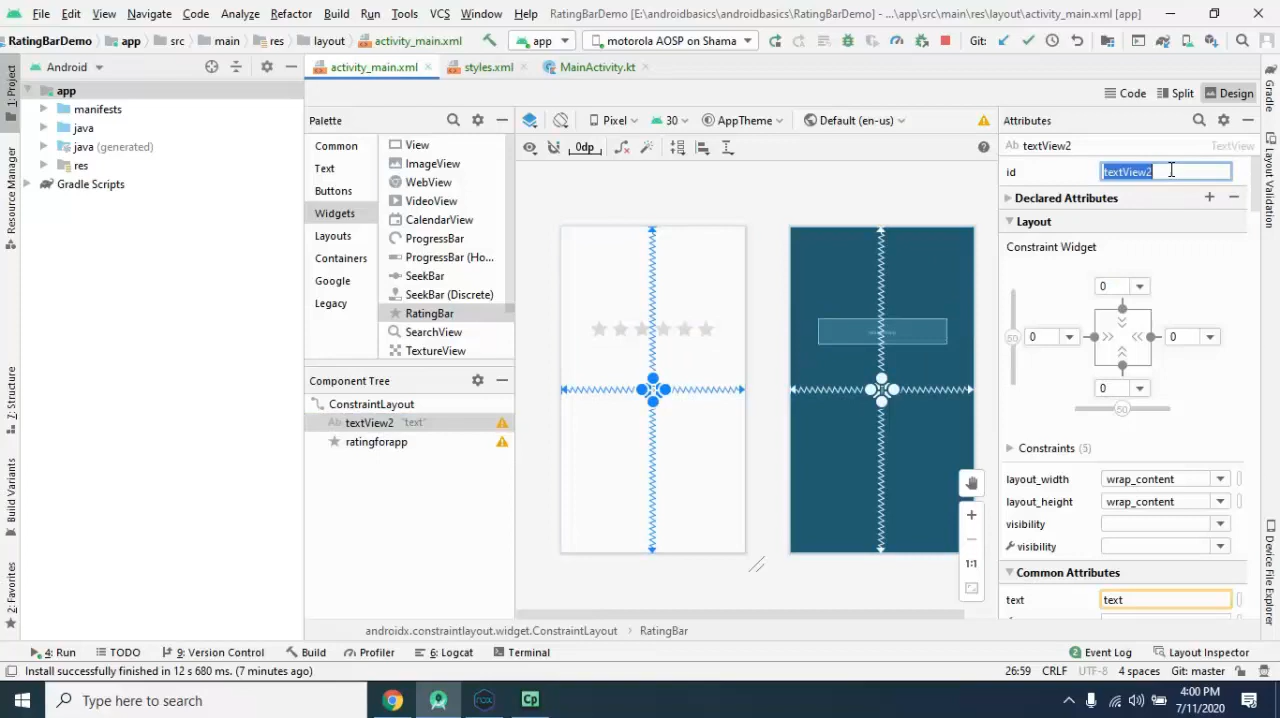 File Edit View Navigate Code Analyze Refactor Build Run Tools VCS Window Help RatingBarDemo [E:\androidbasics\androidbasics\RatingBarDemo] - ...\app\src\main\res\layout\activity_main.xml [app]
RatingBarDemo app src main res layout activity_main.xml app motorola AOSP on Shama Git:
Android activity_main.xml styles.xml MainActivity.kt
Code Split Design
1: Project
Resource Manager
Z: Structure
Build Variants
2: Favorites
app
manifests
java
java (generated)
res
Gradle Scripts
Palette
Common
Text
Buttons
Widgets
Layouts
Containers
Google
Legacy
View
ImageView
WebView
VideoView
CalendarView
ProgressBar
ProgressBar (Ho...
SeekBar
SeekBar (Discrete)
RatingBar
SearchView
TextureView
Component Tree
ConstraintLayout
Ab textView2 "text"
ratingforapp
Pixel 30 AppTheme Default (en-us)
0dp
1:1
androidx.constraintlayout.widget.ConstraintLayout RatingBar
Attributes
Ab textView2 TextView
id textView2
Declared Attributes
Layout
Constraint Widget
0
50 0 0
0
50
Constraints (5)
layout_width wrap_content
layout_height wrap_content
visibility
visibility
Common Attributes
text text
Gradle
Layout Validation
Device File Explorer
4: Run TODO 9: Version Control Build Profiler 6: Logcat Terminal 2 Event Log Layout Inspector
Install successfully finished in 12 s 680 ms. (7 minutes ago) 26:59 CRLF UTF-8 4 spaces Git: master
Type here to search
nox
Cp
4:00 PM
7/11/2020